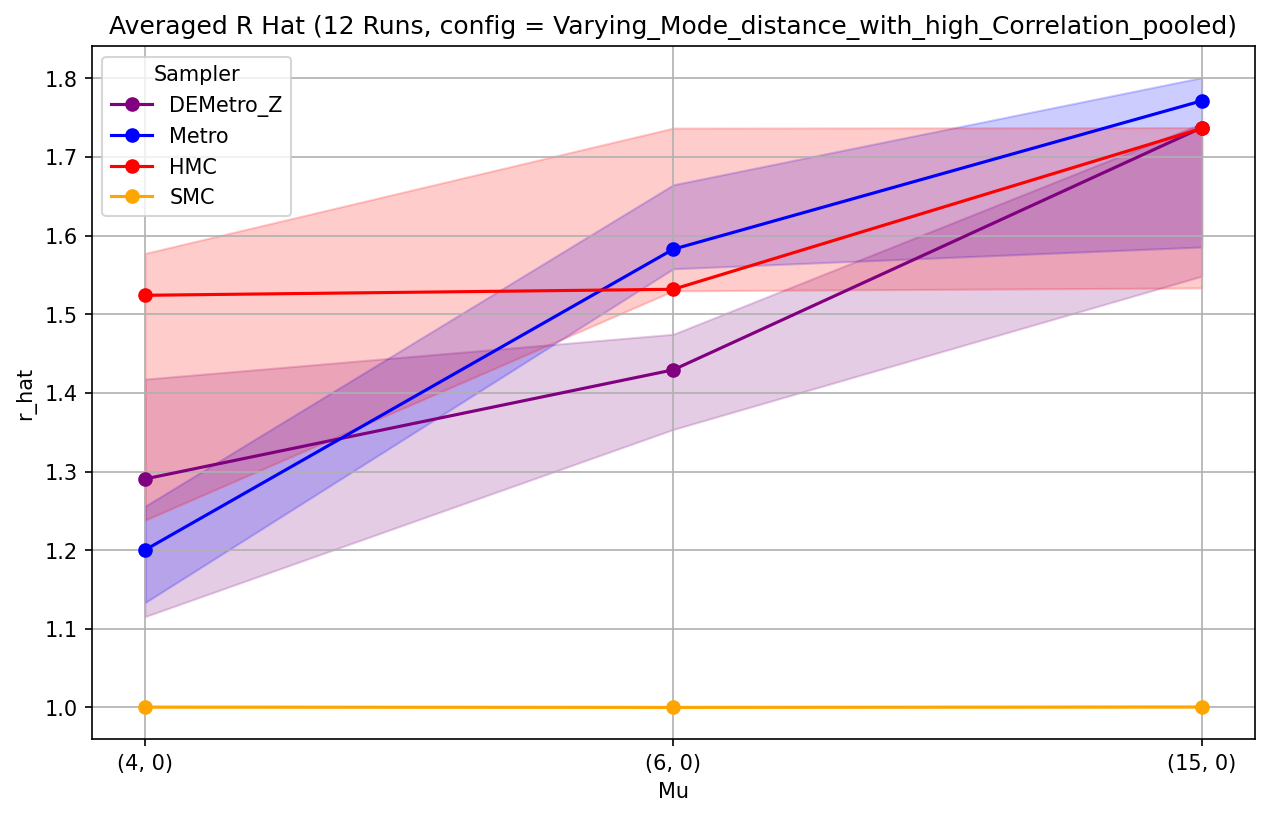 Averaged R Hat (12 Runs, config = Varying_Mode_distance_with_high_Correlation_pooled)
Sampler
DEMetro_Z
Metro
HMC
SMC
1.8
1.7
1.6
1.5
1.4
1.3
1.2
1.1
1.0
r_hat
(4, 0)
(6, 0)
(15, 0)
Mu